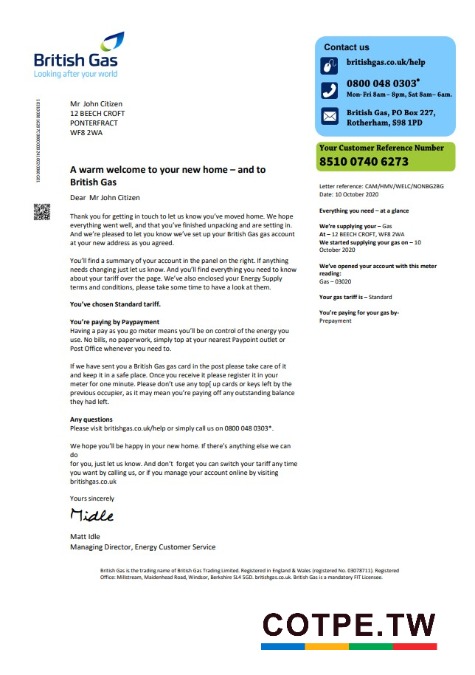 British Gas
Looking after your world
Contact us
britishgas.co.uk/help
0800 048 0303*
Mon- Fri 8am – 8pm, Sat 8am– 6am.
British Gas, PO Box 227,
Rotherham, S98 1PD
Your Customer Reference Number
8510 0740 6273
Mr John Citizen
12 BEECH CROFT
PONTERFRACT
WF8 2WA
A warm welcome to your new home – and to
British Gas
Dear Mr John Citizen
Thank you for getting in touch to let us know you've moved home. We hope
everything went well, and that you've finished unpacking and are setting in.
And we're pleased to let you know we've set up your British Gas gas account
at your new address as you agreed.
You'll find a summary of your account in the panel on the right. If anything
needs changing just let us know. And you'll find everything you need to know
about your tariff over the page. We've also enclosed your Energy Supply
terms and conditions, please take some time to have a look at them.
You've chosen Standard tariff.
You're paying by Paypayment
Having a pay as you go meter means you'll be on control of the energy you
use. No bills, no paperwork, simply top at your nearest Paypoint outlet or
Post Office whenever you need to.
If we have sent you a British Gas gas card in the post please take care of it
and keep it in a safe place. Once you receive it please register it in your
meter for one minute. Please don't use any top[ up cards or keys left by the
previous occupier, as it may mean you're paying off any outstanding balance
they had left.
Any questions
Please visit britishgas.co.uk/help or simply call us on 0800 048 0303*.
We hope you'll be happy in your new home. If there's anything else we can
do
for you, just let us know. And don't forget you can switch your tariff any time
you want by calling us, or if you manage your account online by visiting
britishgas.co.uk
Yours sincerely
Midle
Matt Idle
Managing Director, Energy Customer Service
Letter reference: CAM/HMV/WELC/NONBGZBG
Date: 10 October 2020
Everything you need – at a glance
We're supplying your – Gas
At – 12 BEECH CROFT, WF8 2WA
We started supplying your gas on – 10
October 2020
We've opened your account with this meter
reading:
Gas – 03020
Your gas tariff is – Standard
You're paying for your gas by-
Prepayment
British Gas is the trading name of British Gas Trading Limited. Registered in England & Wales (registered No. 03078711). Registered
Office: Millstream, Maidenhead Road, Windsor, Berkshire SL4 5GD. britishgas.co.uk. British Gas is a mandatory FIT Licensee.
COTPE.TW